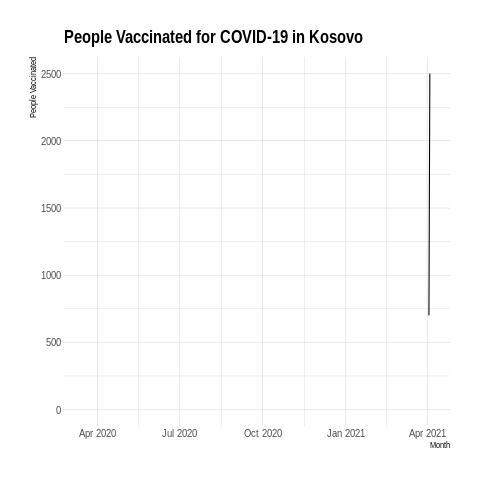 People Vaccinated for COVID-19 in Kosovo
People Vaccinated
2500
2000
1500
1000
500
0
Apr 2020 Jul 2020 Oct 2020 Jan 2021 Apr 2021
Month